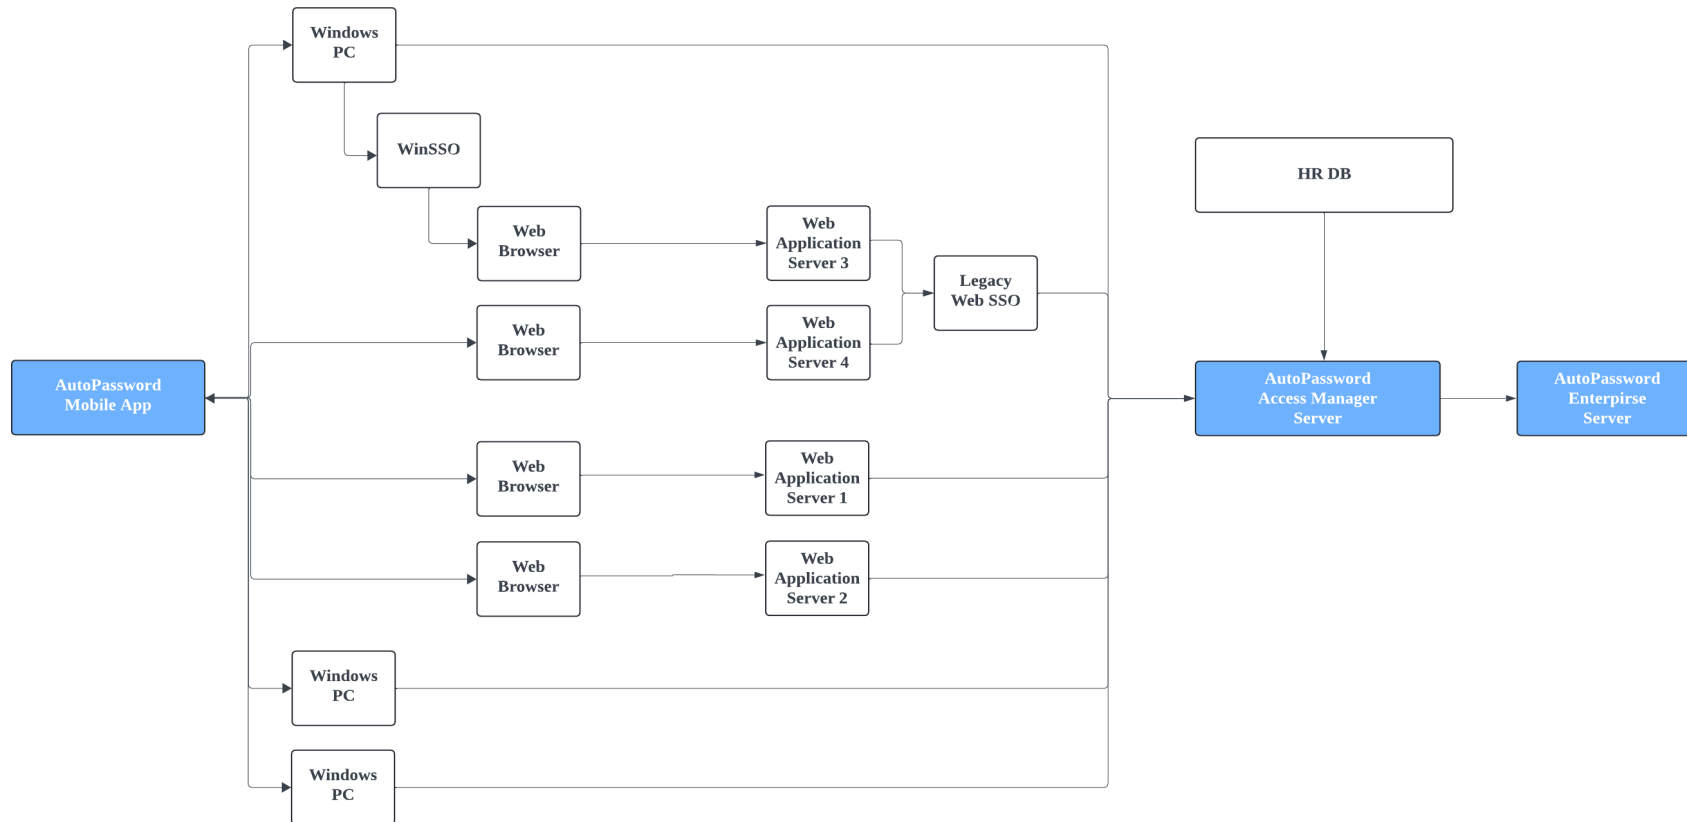 Windows
PC
WinSSO
HR DB
Web
Browser
Web
Application
Server 3
Legacy
Web SSO
Web
Browser
Web
Application
Server 4
AutoPassword
Mobile App
AutoPassword
Access Manager
Server
AutoPassword
Enterpirse
Server
Web
Browser
Web
Application
Server 1
Web
Browser
Web
Application
Server 2
Windows
PC
Windows
PC